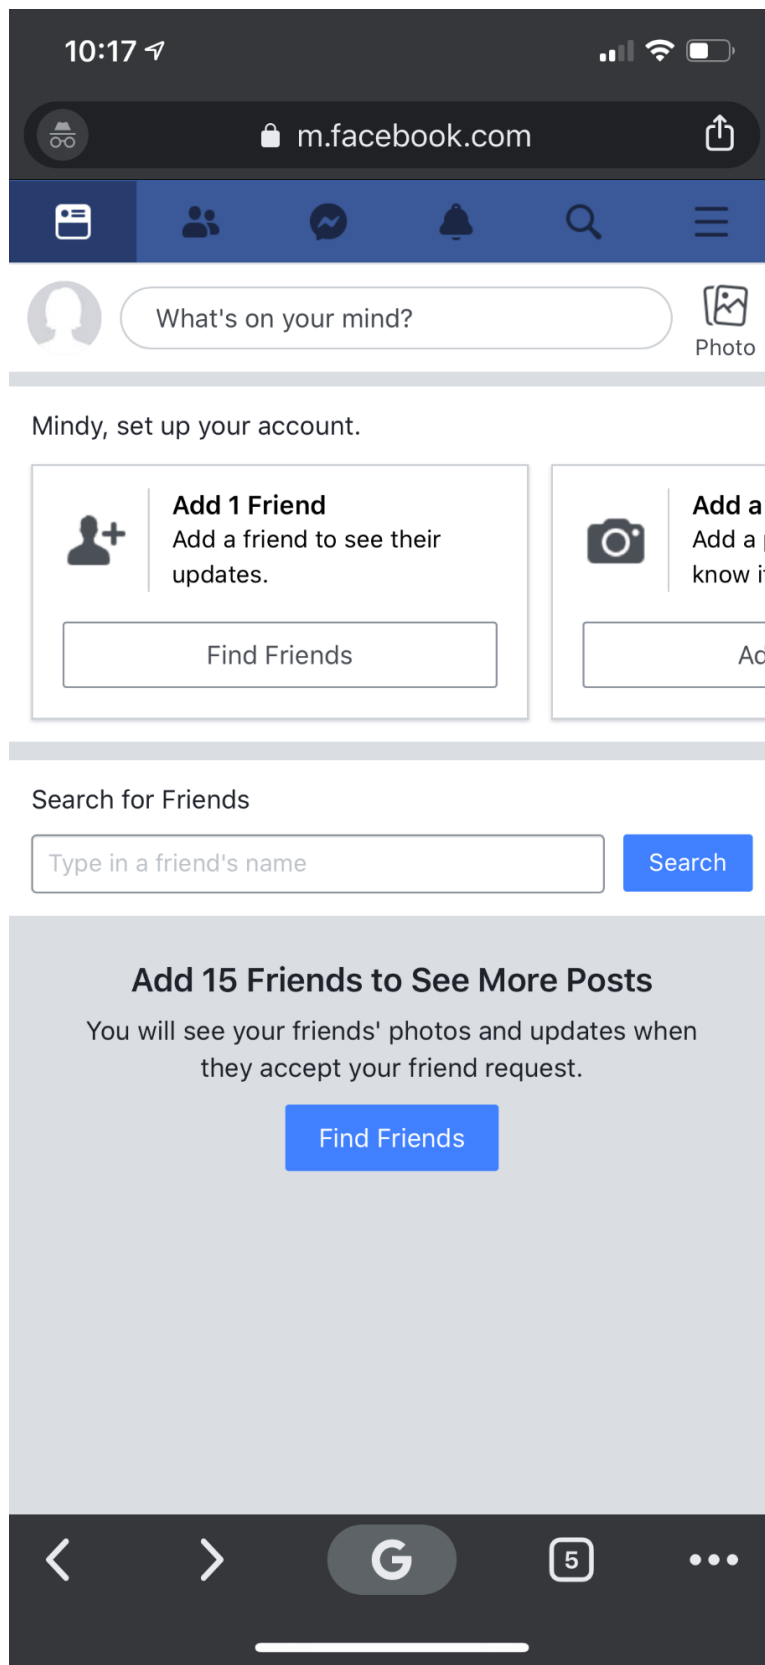 10:17
m.facebook.com
What's on your mind?
Photo
Mindy, set up your account.
Add 1 Friend
Add a friend to see their
updates.
Find Friends
Add a
Add a
know
Search for Friends
Type in a friend's name
Search
Add 15 Friends to See More Posts
You will see your friends' photos and updates when
they accept your friend request.
Find Friends
G
5